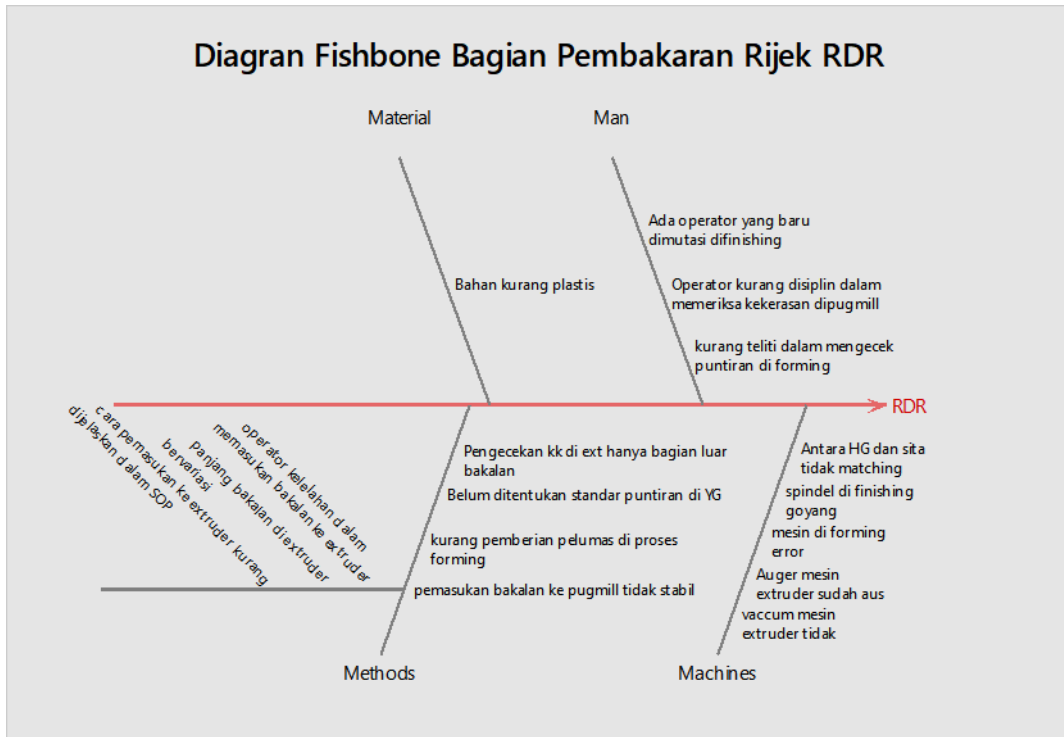 Diagran Fishbone Bagian Pembakaran Rijek RDR
Material
Man
Ada operator yang baru
dimutasi difinishing
Bahan kurang plastis
Operator kurang disiplin dalam
memeriksa kekerasan dipugmill
kurang teliti dalam mengecek
puntiran di forming
RDR
operator kelelahan dalam
memasukan bakalan ke extruder
panjang bakalan di extruder
bervariasi
cara pemasukan ke extruder kurang
dijelaskan dalam SOP
Pengecekan kk di ext hanya bagian luar
bakalan
Belum ditentukan standar puntiran di YG
kurang pemberian pelumas di proses
forming
pemasukan bakalan ke pugmill tidak stabil
Antara HG dan sita
tidak matching
spindel di finishing
goyang
mesin di forming
error
Auger mesin
extruder sudah aus
vaccum mesin
extruder tidak
Methods
Machines